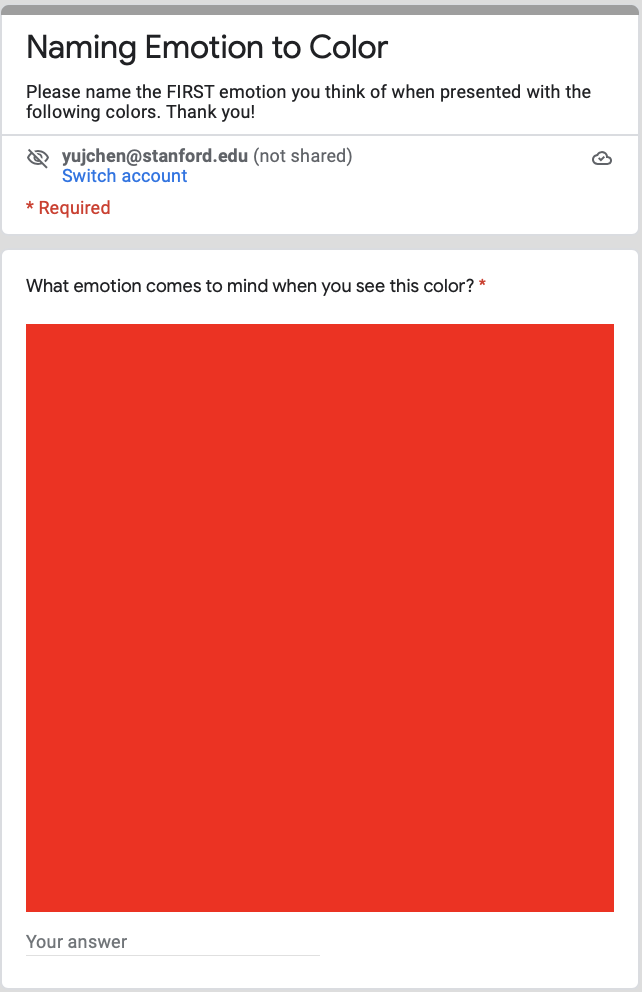 Naming Emotion to Color
Please name the FIRST emotion you think of when presented with the
following colors. Thank you!
yujchen@stanford.edu (not shared)
Switch account
* Required
What emotion comes to mind when you see this color? *
Your answer